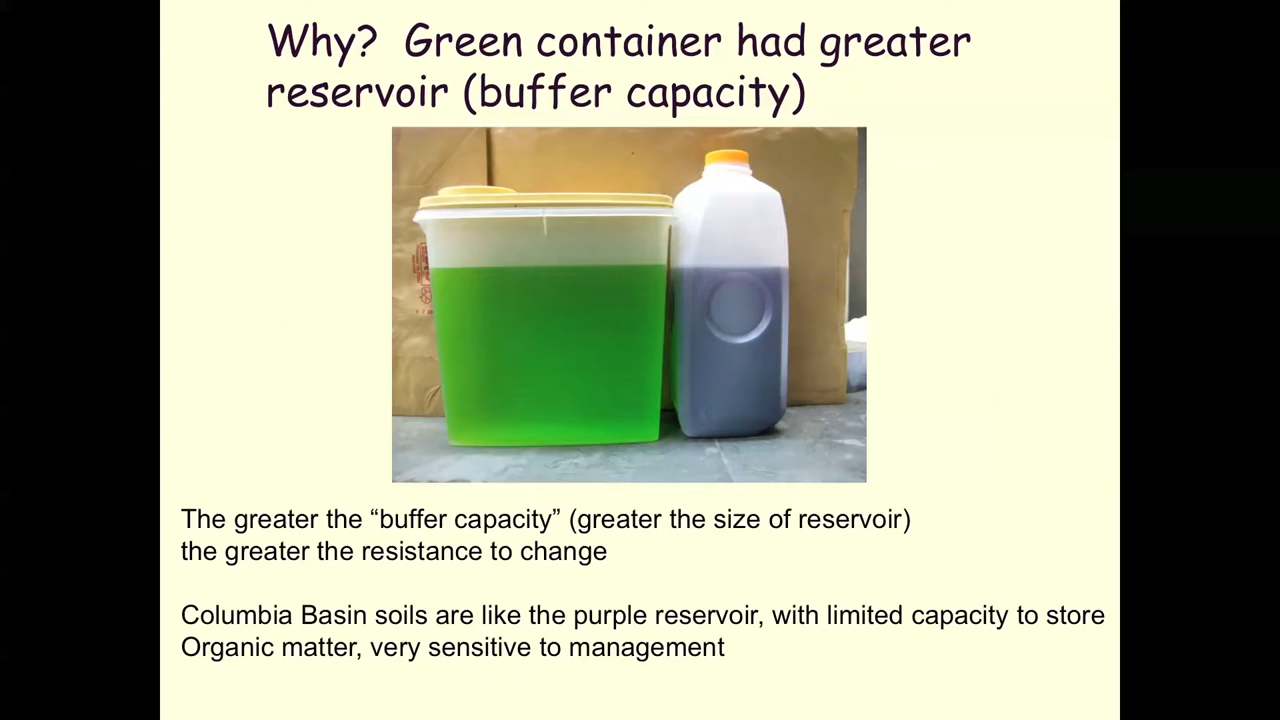 Why? Green container had greater
reservoir (buffer capacity)
The greater the “buffer capacity” (greater the size of reservoir)
the greater the resistance to change
Columbia Basin soils are like the purple reservoir, with limited capacity to store
Organic matter, very sensitive to management